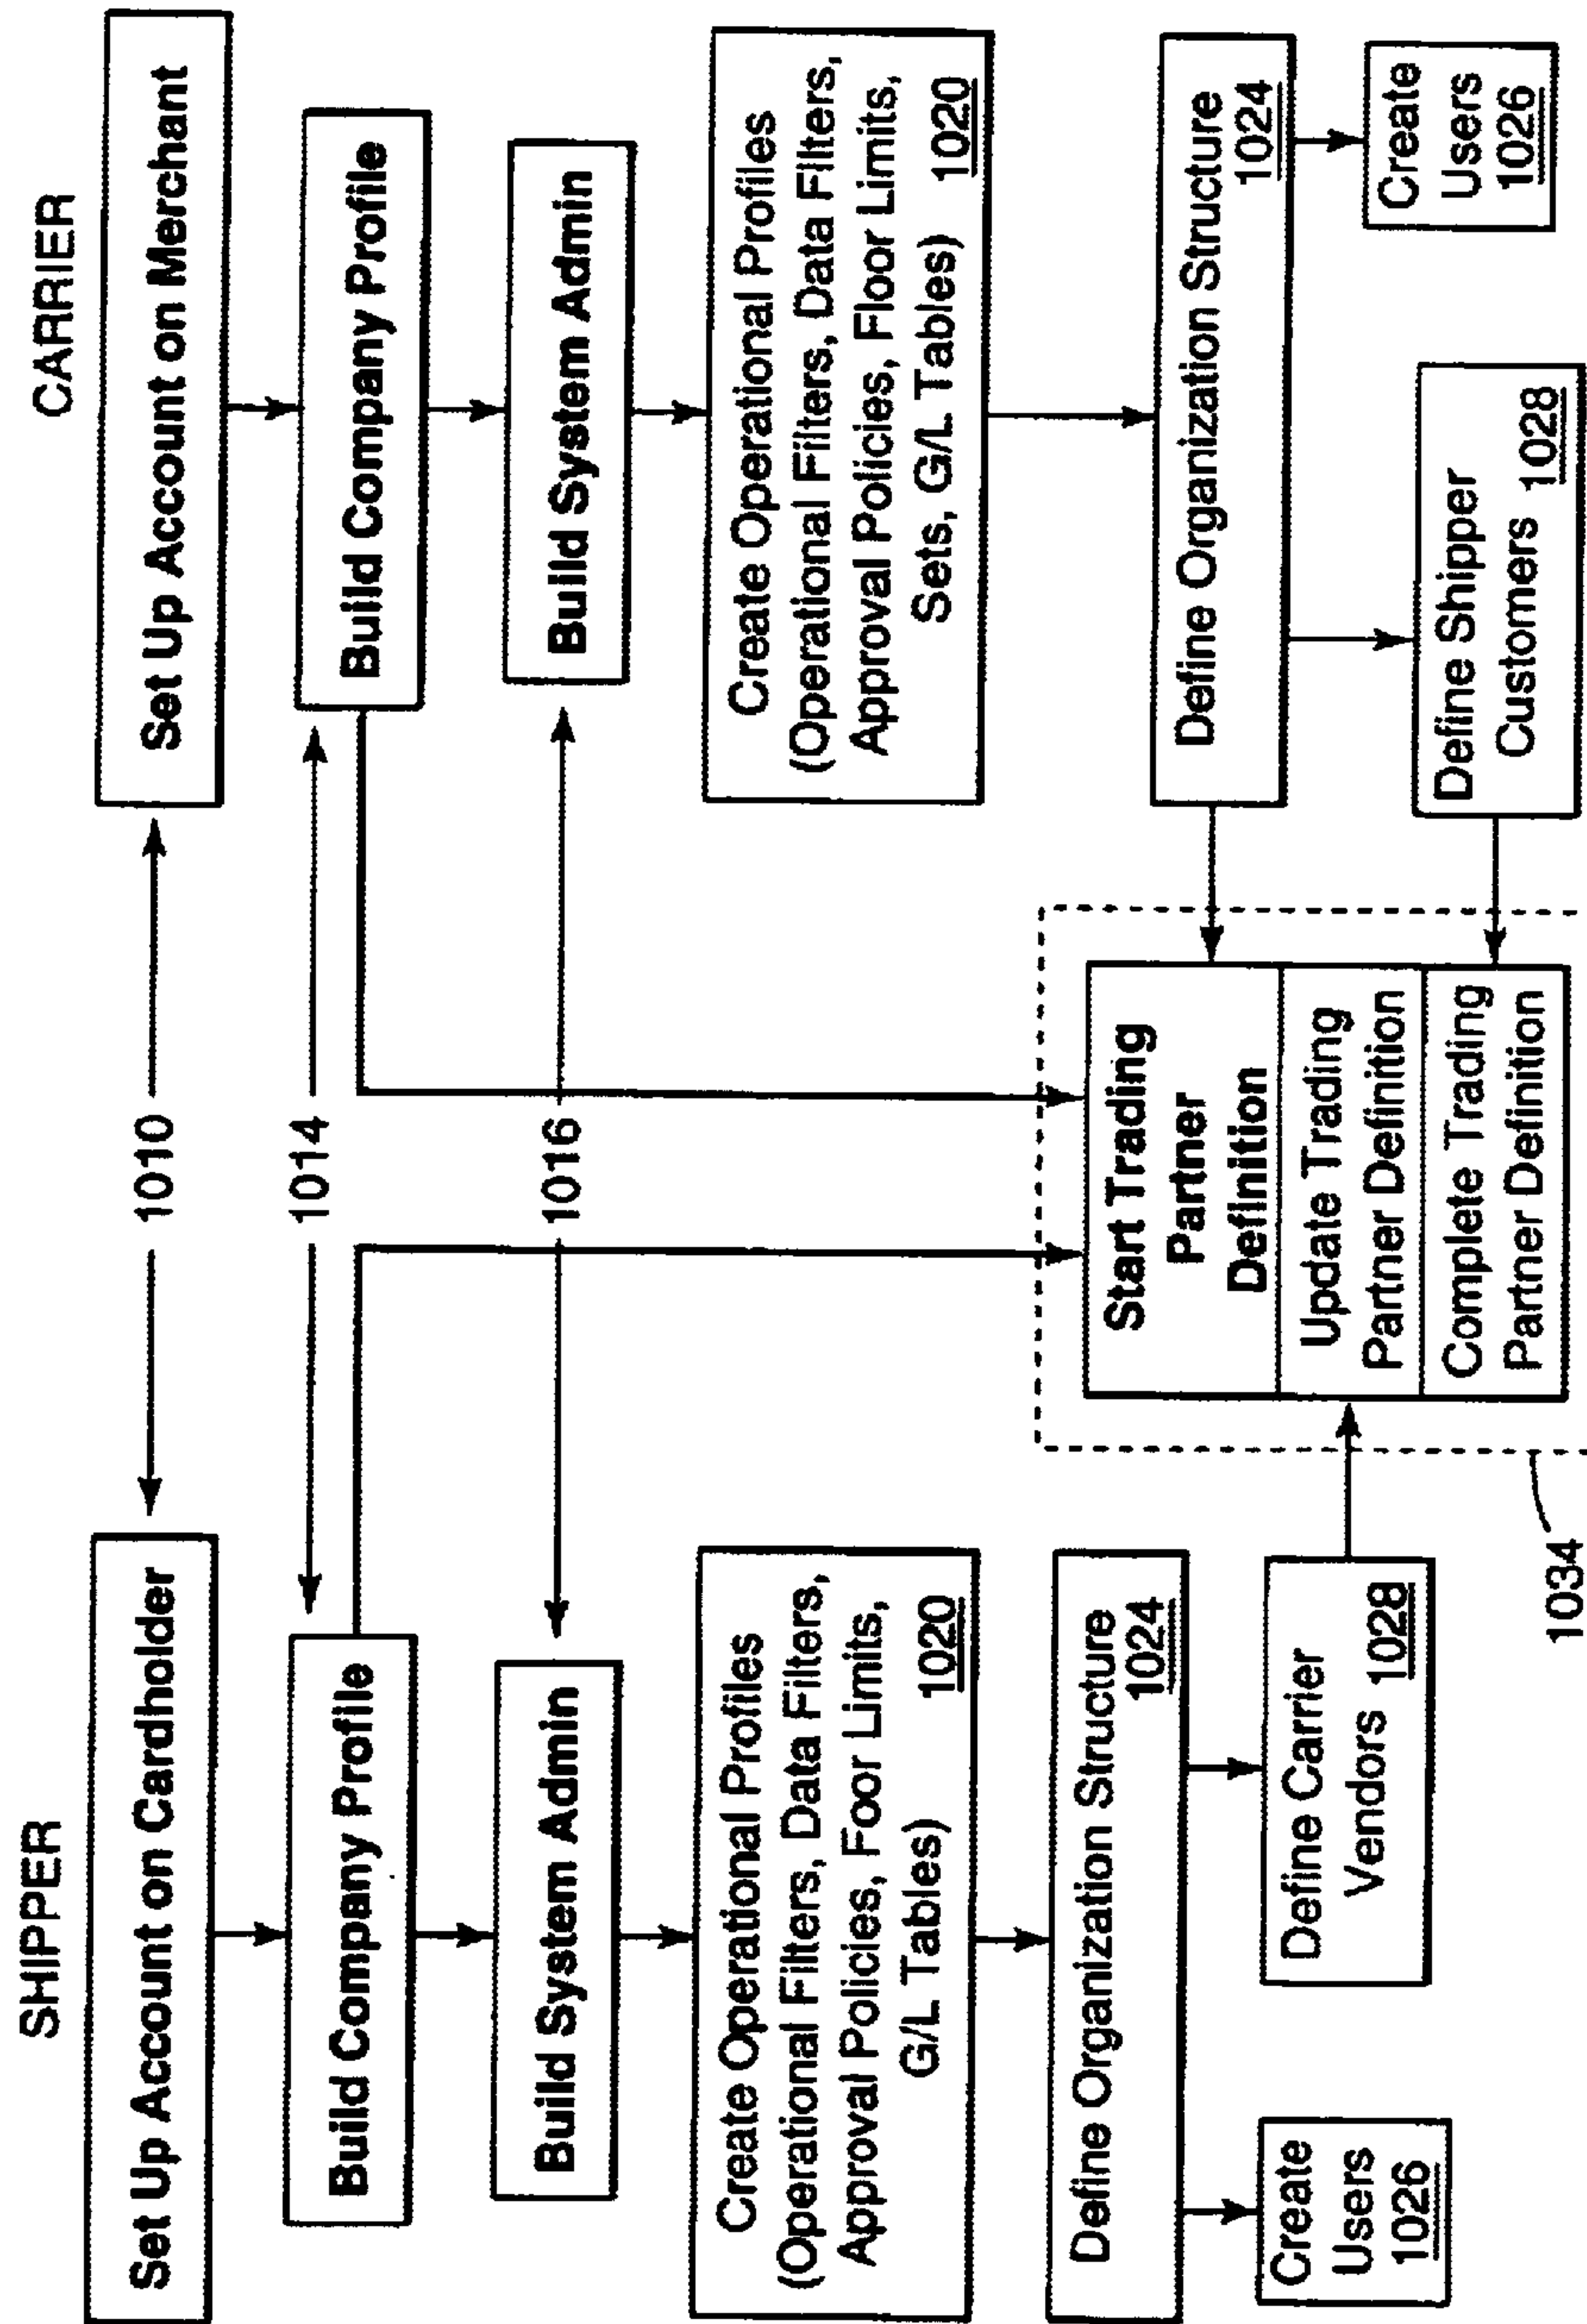 SHIPPER
CARRIER
Set Up Account on Cardholder
1010
Set Up Account on Merchant
Build Company Profile
1014
Build Company Profile
Build System Admin
1016
Build System Admin
Create Operational Profiles
(Operational Filters, Data Filters,
Approval Policies, Foor Limits,
G/L Tables) 1020
Create Operational Profiles
(Operational Filters, Data Filters,
Approval Policies, Floor Limits,
Sets, G/L Tables) 1020
Define Organization Structure
1024
Start Trading
Partner
Definition
Update Trading
Partner Definition
Complete Trading
Partner Definition
Define Organization Structure
1024
Create
Users
1026
Define Carrier
Vendors 1028
1034
Define Shipper
Customers 1028
Create
Users
1026